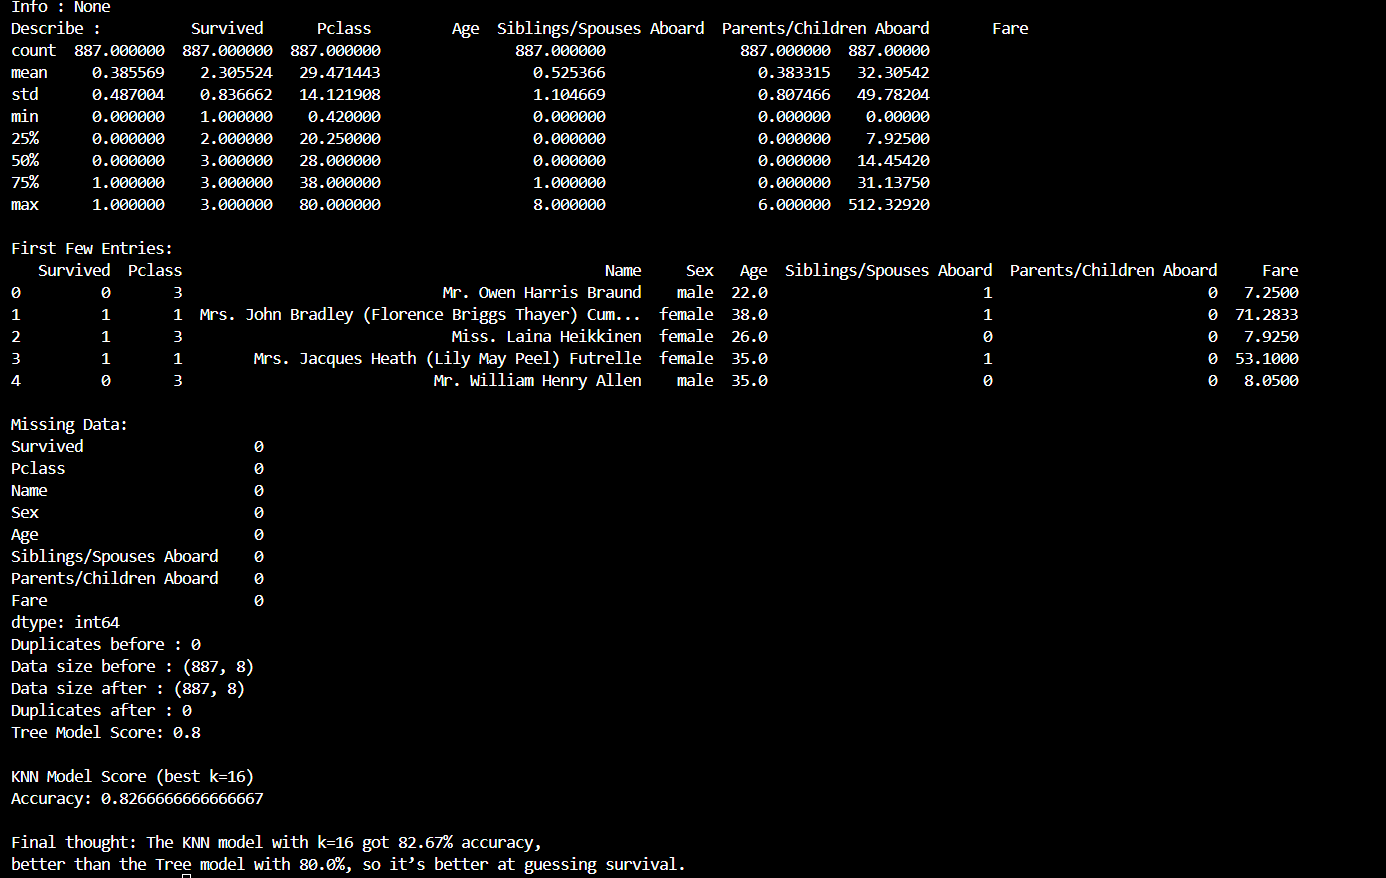 Info : None
Describe :          Survived      Pclass         Age  Siblings/Spouses Aboard  Parents/Children Aboard       Fare
count  887.000000  887.000000  887.000000               887.000000               887.000000  887.00000
mean     0.385569    2.305524   29.471443                 0.525366                 0.383315   32.30542
std      0.487004    0.836662   14.121908                 1.104669                 0.807466   49.78204
min      0.000000    1.000000    0.420000                 0.000000                 0.000000    0.00000
25%      0.000000    2.000000   20.250000                 0.000000                 0.000000    7.92500
50%      0.000000    3.000000   28.000000                 0.000000                 0.000000   14.45420
75%      1.000000    3.000000   38.000000                 1.000000                 0.000000   31.13750
max      1.000000    3.000000   80.000000                 8.000000                 6.000000  512.32920
First Few Entries:
   Survived  Pclass                                               Name     Sex   Age  Siblings/Spouses Aboard  Parents/Children Aboard     Fare
0         0       3                             Mr. Owen Harris Braund    male  22.0                        1                        0   7.2500
1         1       1  Mrs. John Bradley (Florence Briggs Thayer) Cum...  female  38.0                        1                        0  71.2833
2         1       3                              Miss. Laina Heikkinen  female  26.0                        0                        0   7.9250
3         1       1        Mrs. Jacques Heath (Lily May Peel) Futrelle  female  35.0                        1                        0  53.1000
4         0       3                            Mr. William Henry Allen    male  35.0                        0                        0   8.0500
Missing Data:
Survived                   0
Pclass                     0
Name                       0
Sex                        0
Age                        0
Siblings/Spouses Aboard    0
Parents/Children Aboard    0
Fare                       0
dtype: int64
Duplicates before : 0
Data size before : (887, 8)
Data size after : (887, 8)
Duplicates after : 0
Tree Model Score: 0.8
KNN Model Score (best k=16)
Accuracy: 0.8266666666666667
Final thought: The KNN model with k=16 got 82.67% accuracy,
better than the Tree model with 80.0%, so it’s better at guessing survival.